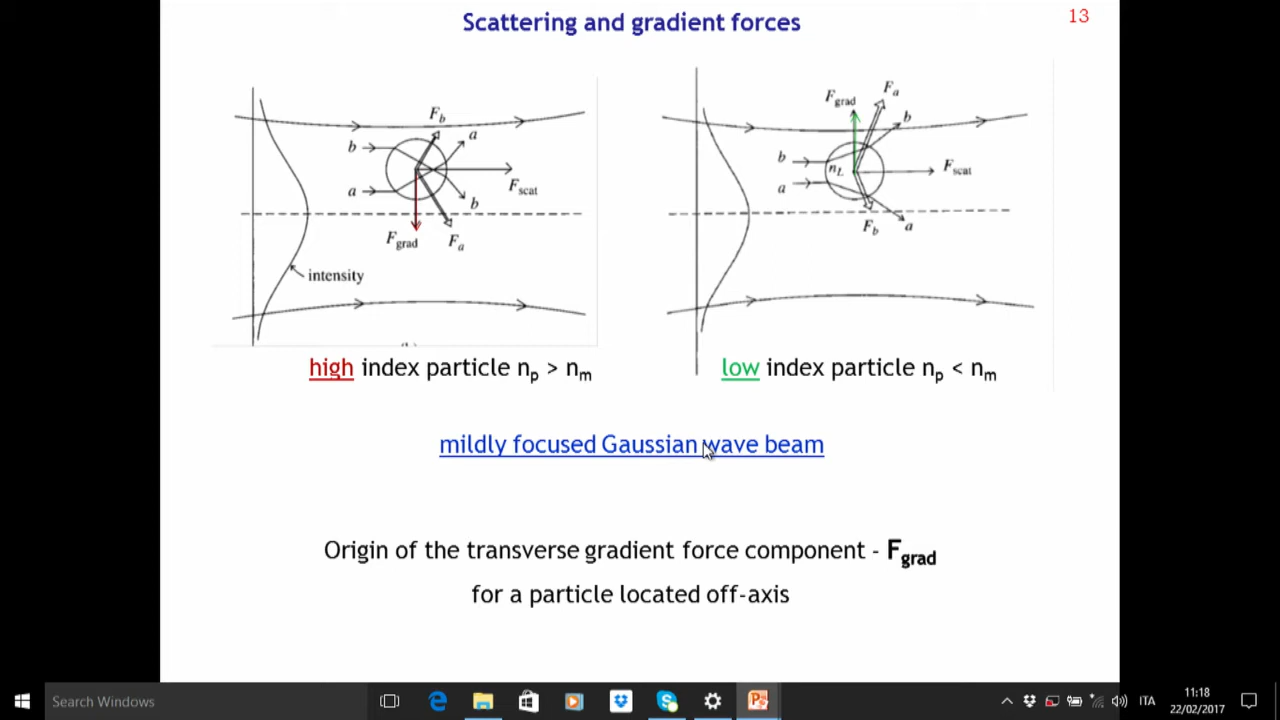 Scattering and gradient forces
13
F_b
a
b
a
F_scat
b
F_grad
F_a
intensity
F_grad
F_a
b
b
n_L
F_scat
a
F_b
a
high index particle n_p > n_m
low index particle n_p < n_m
mildly focused Gaussian wave beam
Origin of the transverse gradient force component - F_grad
for a particle located off-axis
Search Windows
ITA
11:18
22/02/2017